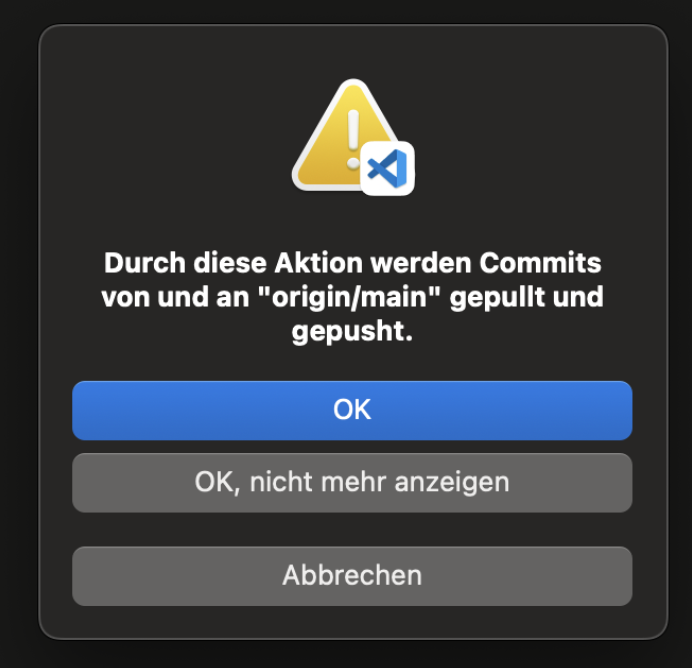 Durch diese Aktion werden Commits
von und an "origin/main" gepullt und
gepusht.
OK
OK, nicht mehr anzeigen
Abbrechen